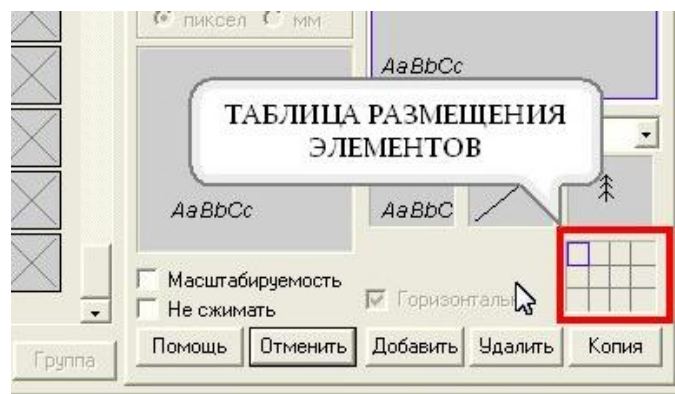 пиксел мм
AaBbCc
ТАБЛИЦА РАЗМЕЩЕНИЯ
ЭЛЕМЕНТОВ
AaBbCc
AaBbC
Масштабируемость
Не сжимать
Горизонталь
Группа
Помощь
Отменить
Добавить
Удалить
Копия